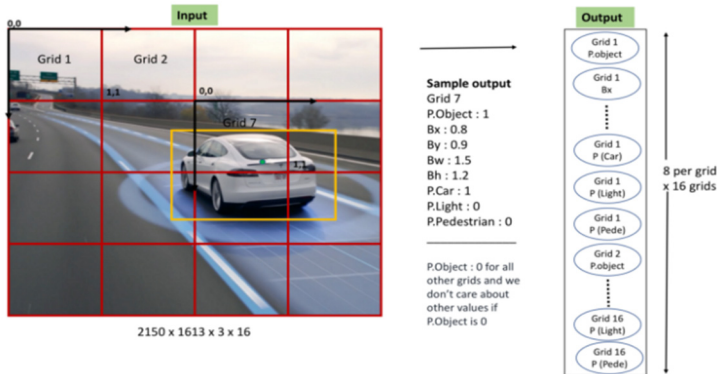 Input
Output
0,0
Grid 1
Grid 2
1,1
0,0
Grid 7
1,1
2150 x 1613 x 3 x 16
Sample output
Grid 7
P.Object : 1
Bx : 0.8
By : 0.9
Bw : 1.5
Bh : 1.2
P.Car : 1
P.Light : 0
P.Pedestrian : 0
P.Object : 0 for all
other grids and we
don't care about
other values if
P.Object is 0
Grid 1
P.object
Grid 1
Bx
Grid 1
P (Car)
Grid 1
P (Light)
Grid 1
P (Pede)
Grid 2
P.object
Grid 16
P (Light)
Grid 16
P (Pede)
8 per grid
x 16 grids